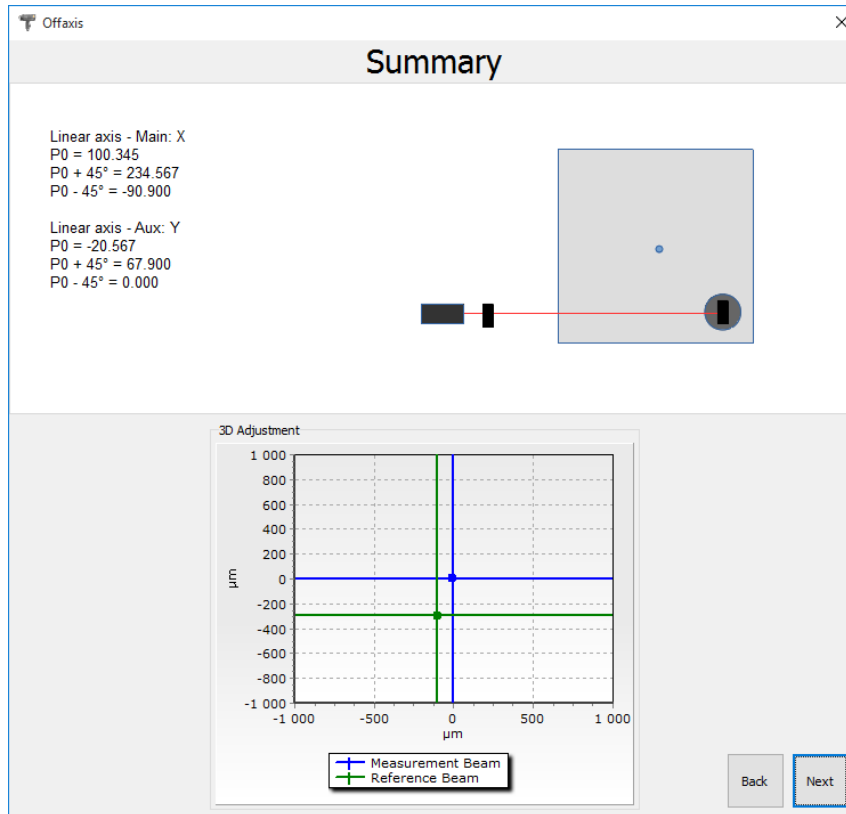 Offaxis
Summary
Linear axis - Main: X
P0 = 100.345
P0 + 45° = 234.567
P0 - 45° = -90.900
Linear axis - Aux: Y
P0 = -20.567
P0 + 45° = 67.900
P0 - 45° = 0.000
3D Adjustment
1 000
800
600
400
200
0
-200
-400
-600
-800
-1 000
µm
-1 000 -500 0 500 1 000
µm
Measurement Beam
Reference Beam
Back Next